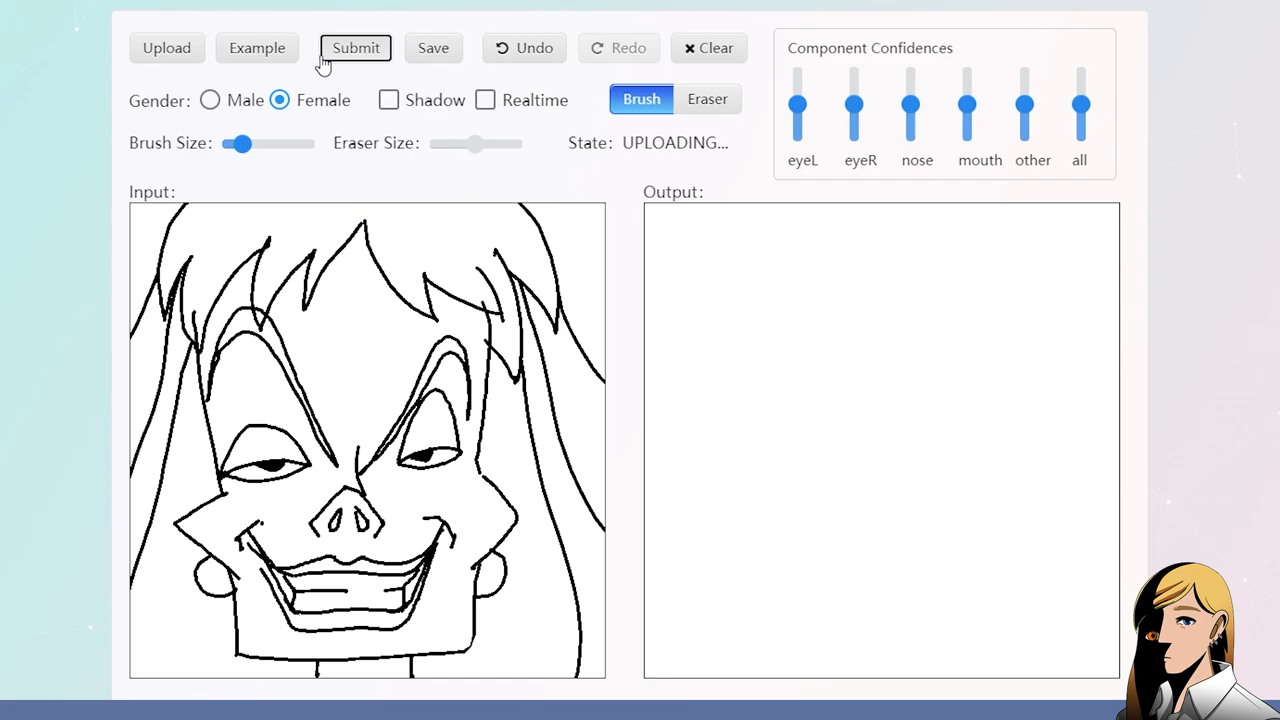 Upload Example Submit Save Undo Redo Clear
Gender: Male Female Shadow Realtime Brush Eraser
Brush Size: Eraser Size: State: UPLOADING...
Component Confidences
eyeL eyeR nose mouth other all
Input: Output: